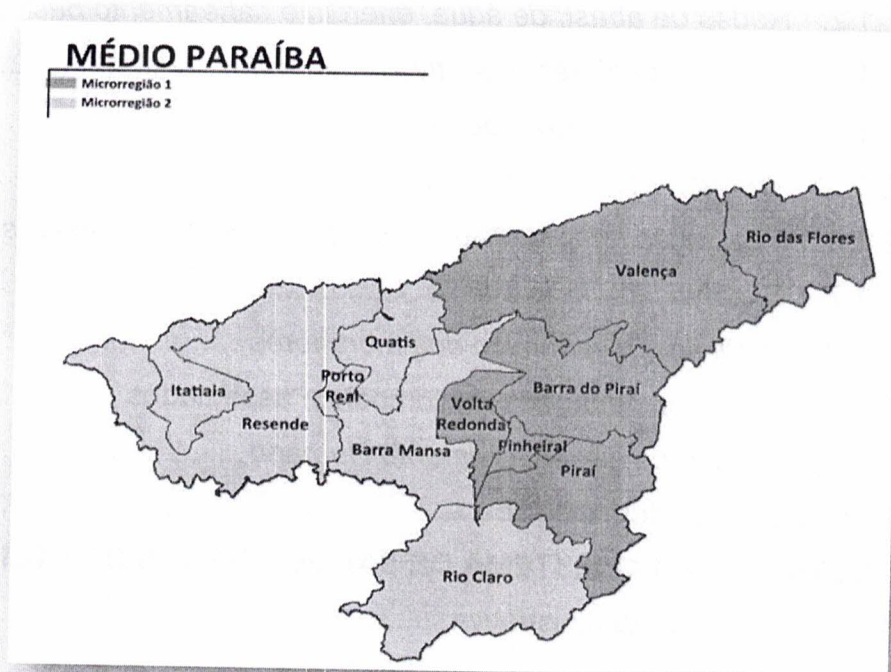 MÉDIO PARAÍBA
Microrregião 1
Microrregião 2
Rio das Flores
Valença
Quatis
Itatiaia
Porto
Real
Barra do Piraí
Volta
Redonda
Resende
Pinheiral
Barra Mansa
Piraí
Rio Claro